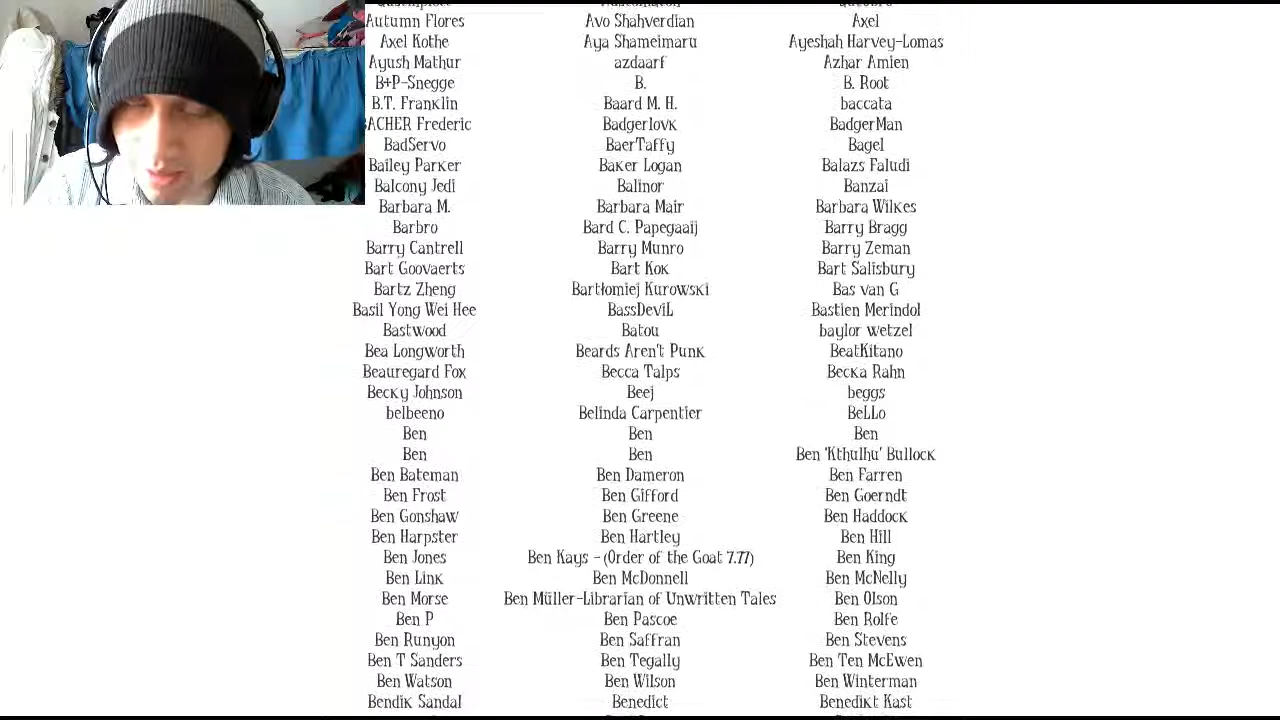 Autumn Flores Avo Shahverdian Axel
Axel Kothe Aya Shameimaru Ayeshah Harvey-Lomas
Ayush Mathur azdaarf Azhar Amien
B+P-Snegge B. B. Root
B.T. Franklin Baard M. H. baccata
BACHER Frederic Badgerlovk BadgerMan
BadServo BaerTaffy Bagel
Bailey Parker Baker Logan Balazs Faludi
Balcony Jedi Balinor Banzai
Barbara M. Barbara Mair Barbara Wilkes
Barbro Bard C. Papegaaij Barry Bragg
Barry Cantrell Barry Munro Barry Zeman
Bart Goovaerts Bart Kok Bart Salisbury
Bartz Zheng Bartłomiej Kurowski Bas van G
Basil Yong Wei Hee BassDeviL Bastien Merindol
Bastwood Batou baylor wetzel
Bea Longworth Beards Aren't Punk BeatKitano
Beauregard Fox Becca Talps Becka Rahn
Becky Johnson Beej beggs
belbeeno Belinda Carpentier BeLLo
Ben Ben Ben
Ben Ben Ben 'Kthulhu' Bullock
Ben Bateman Ben Dameron Ben Farren
Ben Frost Ben Gifford Ben Goerndt
Ben Gonshaw Ben Greene Ben Haddock
Ben Harpster Ben Hartley Ben Hill
Ben Jones Ben Kays - (Order of the Goat 7.77) Ben King
Ben Link Ben McDonnell Ben McNelly
Ben Morse Ben Müller-Librarian of Unwritten Tales Ben Olson
Ben P Ben Pascoe Ben Rolfe
Ben Runyon Ben Saffran Ben Stevens
Ben T Sanders Ben Tegally Ben Ten McEwen
Ben Watson Ben Wilson Ben Winterman
Bendik Sandal Benedict Benedikt Kast